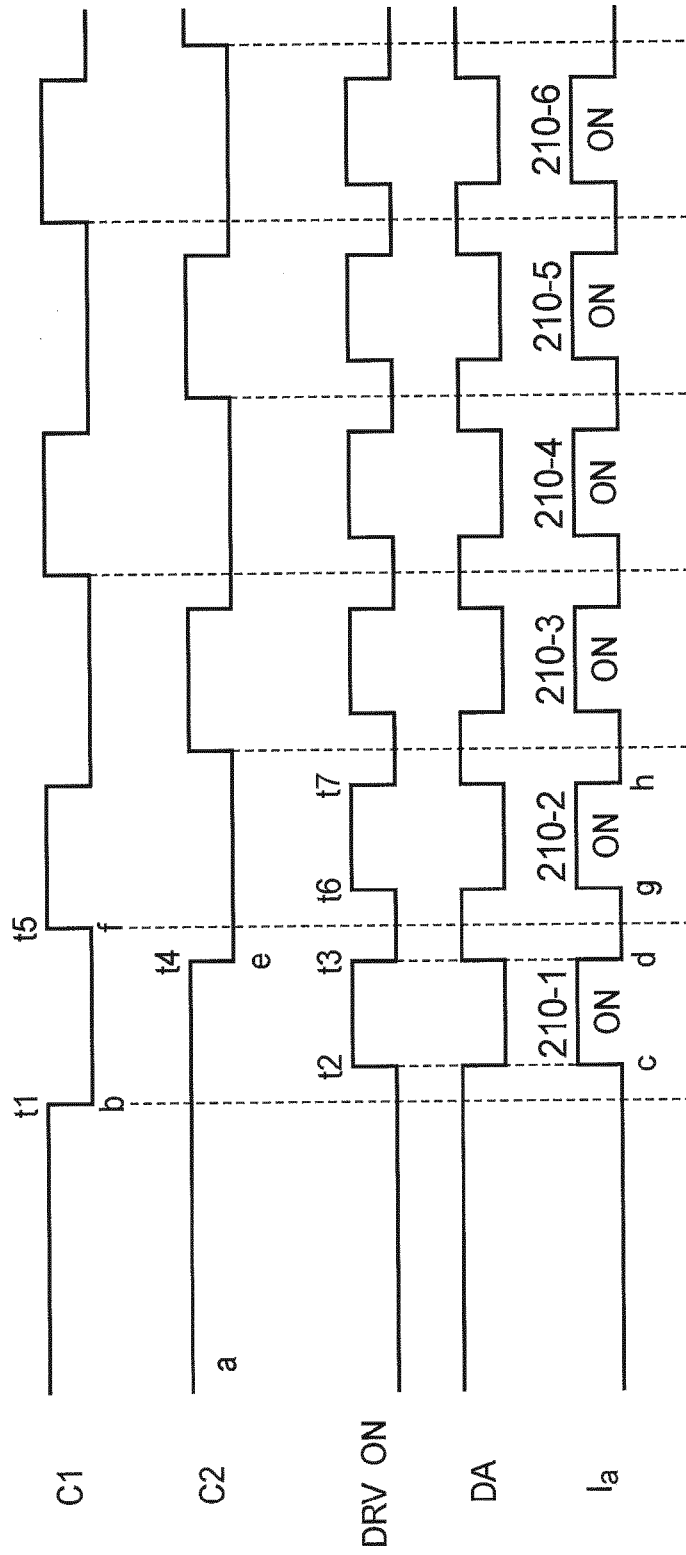 C1
t1
t5
b
f
C2
t4
a
e
DRV ON
t2
t3
t6
t7
DA
210-1
210-2
210-3
210-4
210-5
210-6
Ia
ON
ON
ON
ON
ON
ON
c
d
g
h